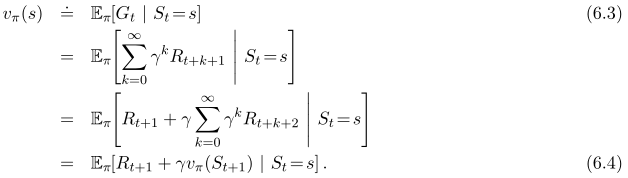 v_π(s) ≐ 𝔼_π[G_t | S_t = s] (6.3)
= 𝔼_π[∑_{k=0}^{∞} γ^k R_{t+k+1} | S_t = s]
= 𝔼_π[R_{t+1} + γ ∑_{k=0}^{∞} γ^k R_{t+k+2} | S_t = s]
= 𝔼_π[R_{t+1} + γv_π(S_{t+1}) | S_t = s] . (6.4)